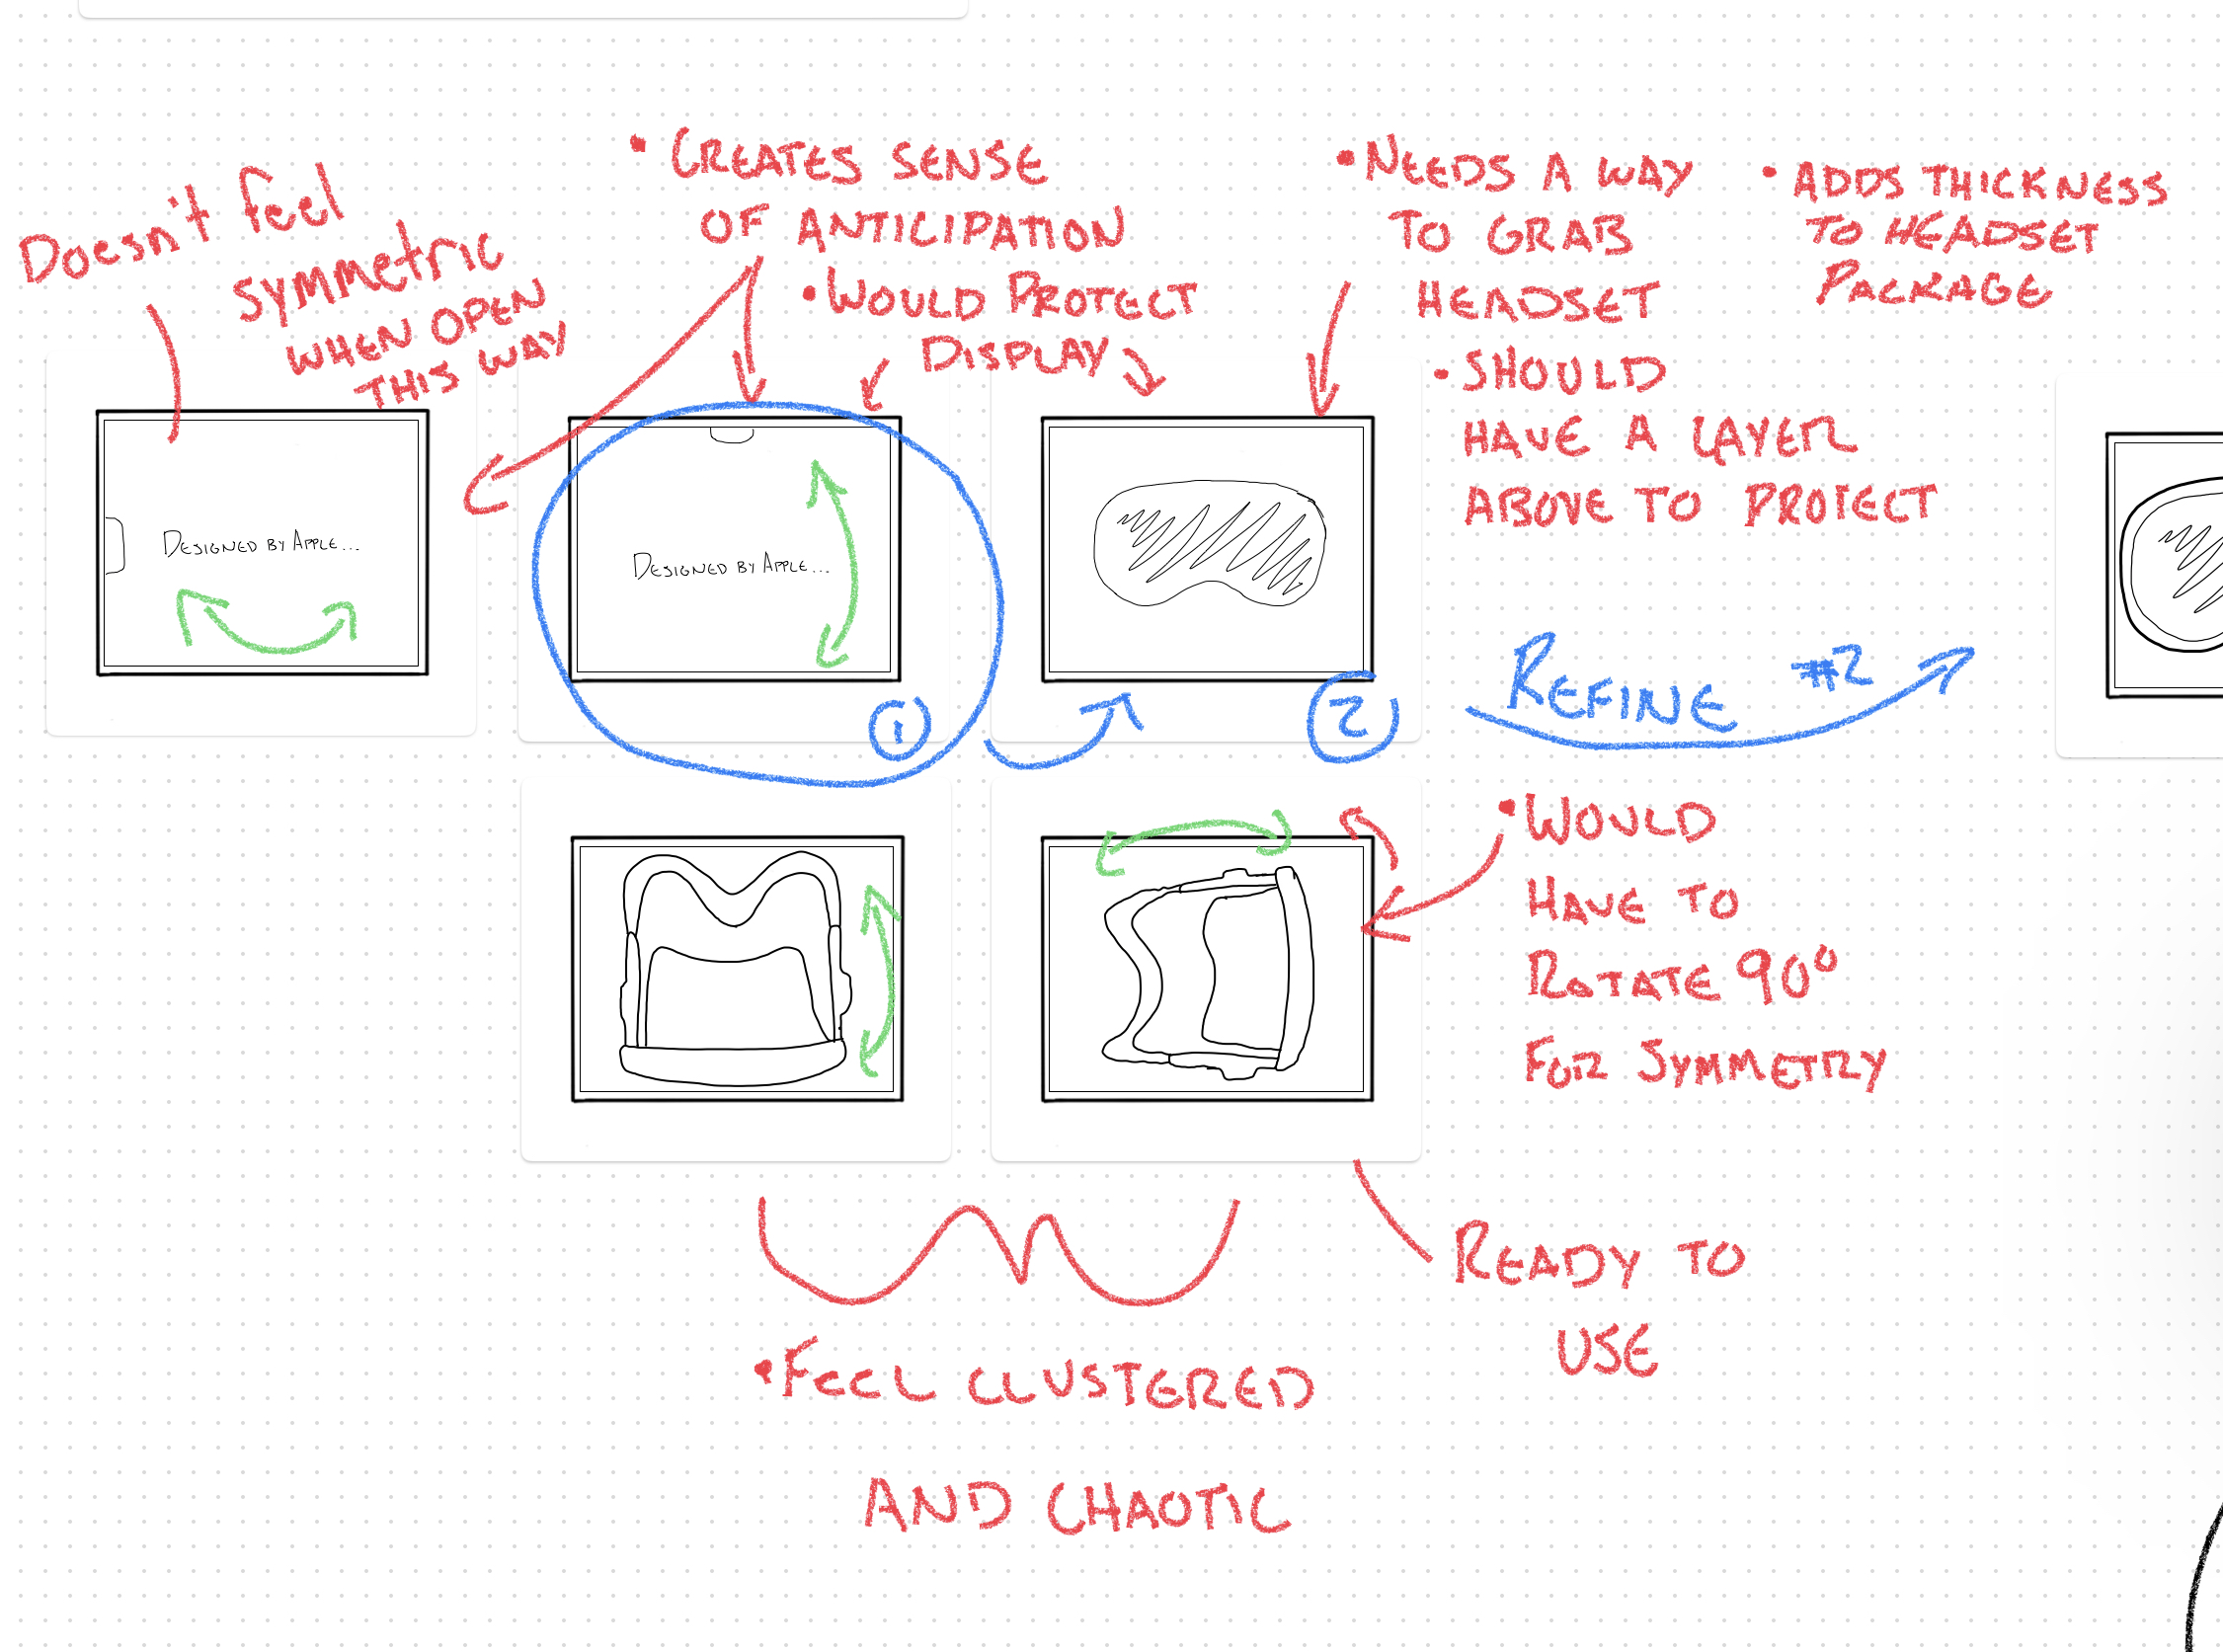 Doesn't feel
symmetric
WHEN OPEN
THIS WAY
• CREATES SENSE
OF ANTICIPATION
• WOULD PROTECT
DISPLAY
• NEEDS A WAY
TO GRAB
HEADSET
• SHOULD
HAVE A LAYER
ABOVE TO PROTECT
• ADDS THICKNESS
TO HEADSET
PACKAGE
DESIGNED BY APPLE...
DESIGNED BY APPLE...
1
2
REFINE #2
• WOULD
HAVE TO
ROTATE 90°
FOR SYMMETRY
READY TO
USE
• FEEL CLUSTERED
AND CHAOTIC